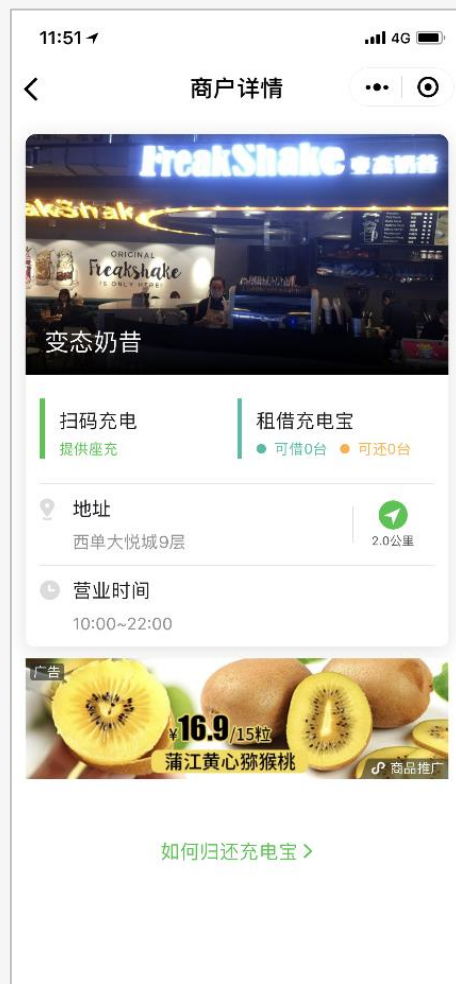 11:51
4G
商户详情
FreakShake 变态奶昔
akShak
ORIGINAL
Freakshake
IS ONLY HERE!
变态奶昔
扫码充电
提供座充
租借充电宝
可借0台
可还0台
地址
西单大悦城9层
2.0公里
营业时间
10:00~22:00
广告
¥16.9/15粒
蒲江黄心猕猴桃
商品推广
如何归还充电宝